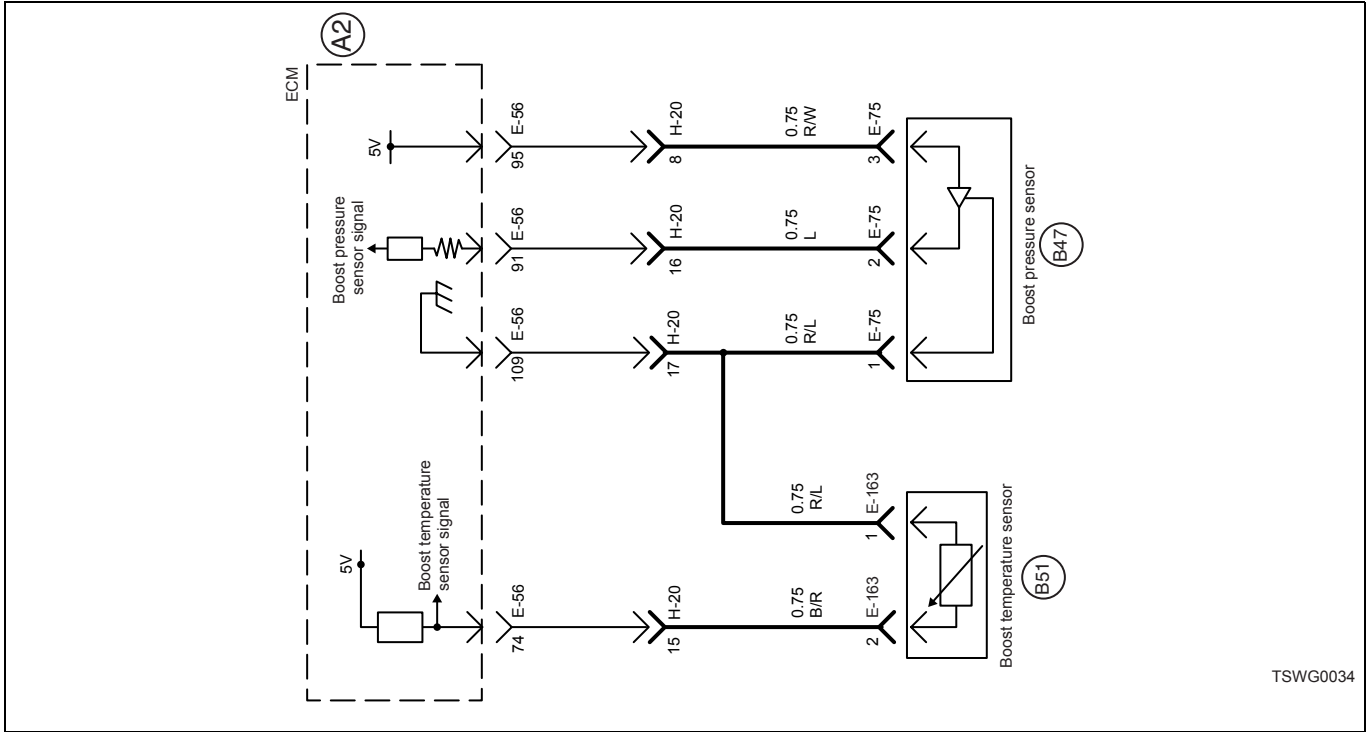 A2
ECM
5V
Boost pressure
sensor signal
5V
Boost temperature
sensor signal
95 E-56
91 E-56
109 E-56
74 E-56
8 H-20
16 H-20
17 H-20
15 H-20
0.75
R/W
0.75
L
0.75
R/L
0.75
R/L
0.75
B/R
3 E-75
2 E-75
1 E-75
1 E-163
2 E-163
Boost pressure sensor
B47
Boost temperature sensor
B51
TSWG0034